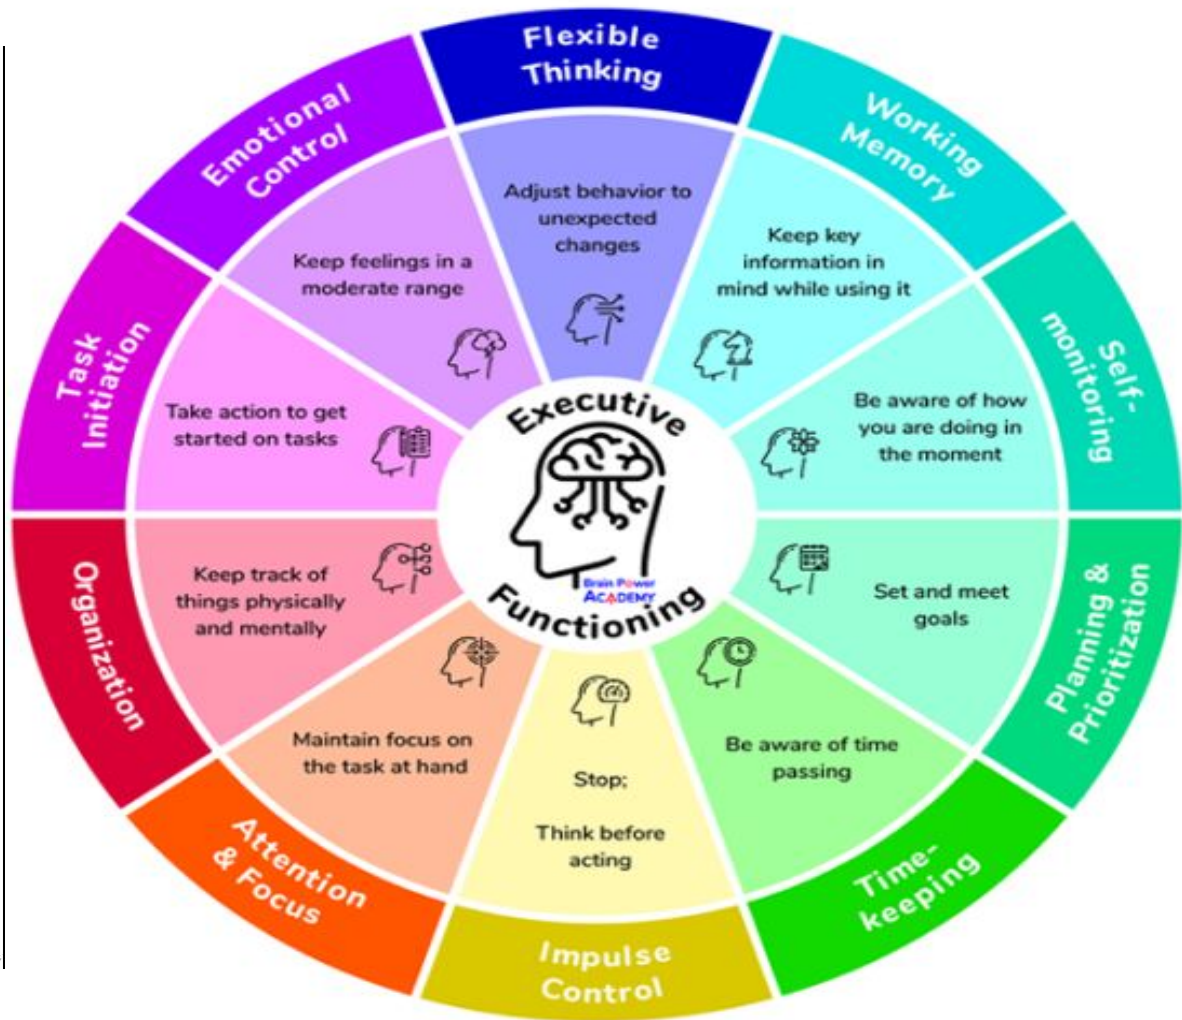 Flexible
Thinking
Adjust behavior to
unexpected
changes
Working
Memory
Keep key
information in
mind while using it
Self-
monitoring
Be aware of how
you are doing in
the moment
Planning &
Prioritization
Set and meet
goals
Time-
keeping
Be aware of time
passing
Impulse
Control
Stop;
Think before
acting
Attention
& Focus
Maintain focus on
the task at hand
Organization
Keep track of
things physically
and mentally
Task
Initiation
Take action to get
started on tasks
Emotional
Control
Keep feelings in a
moderate range
Executive
Functioning
Brain Power
ACADEMY